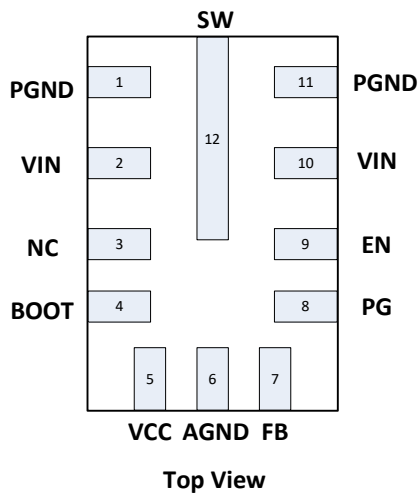 SW
PGND 1 11 PGND
12
VIN 2 10 VIN
NC 3 9 EN
BOOT 4 8 PG
5 6 7
VCC AGND FB
Top View